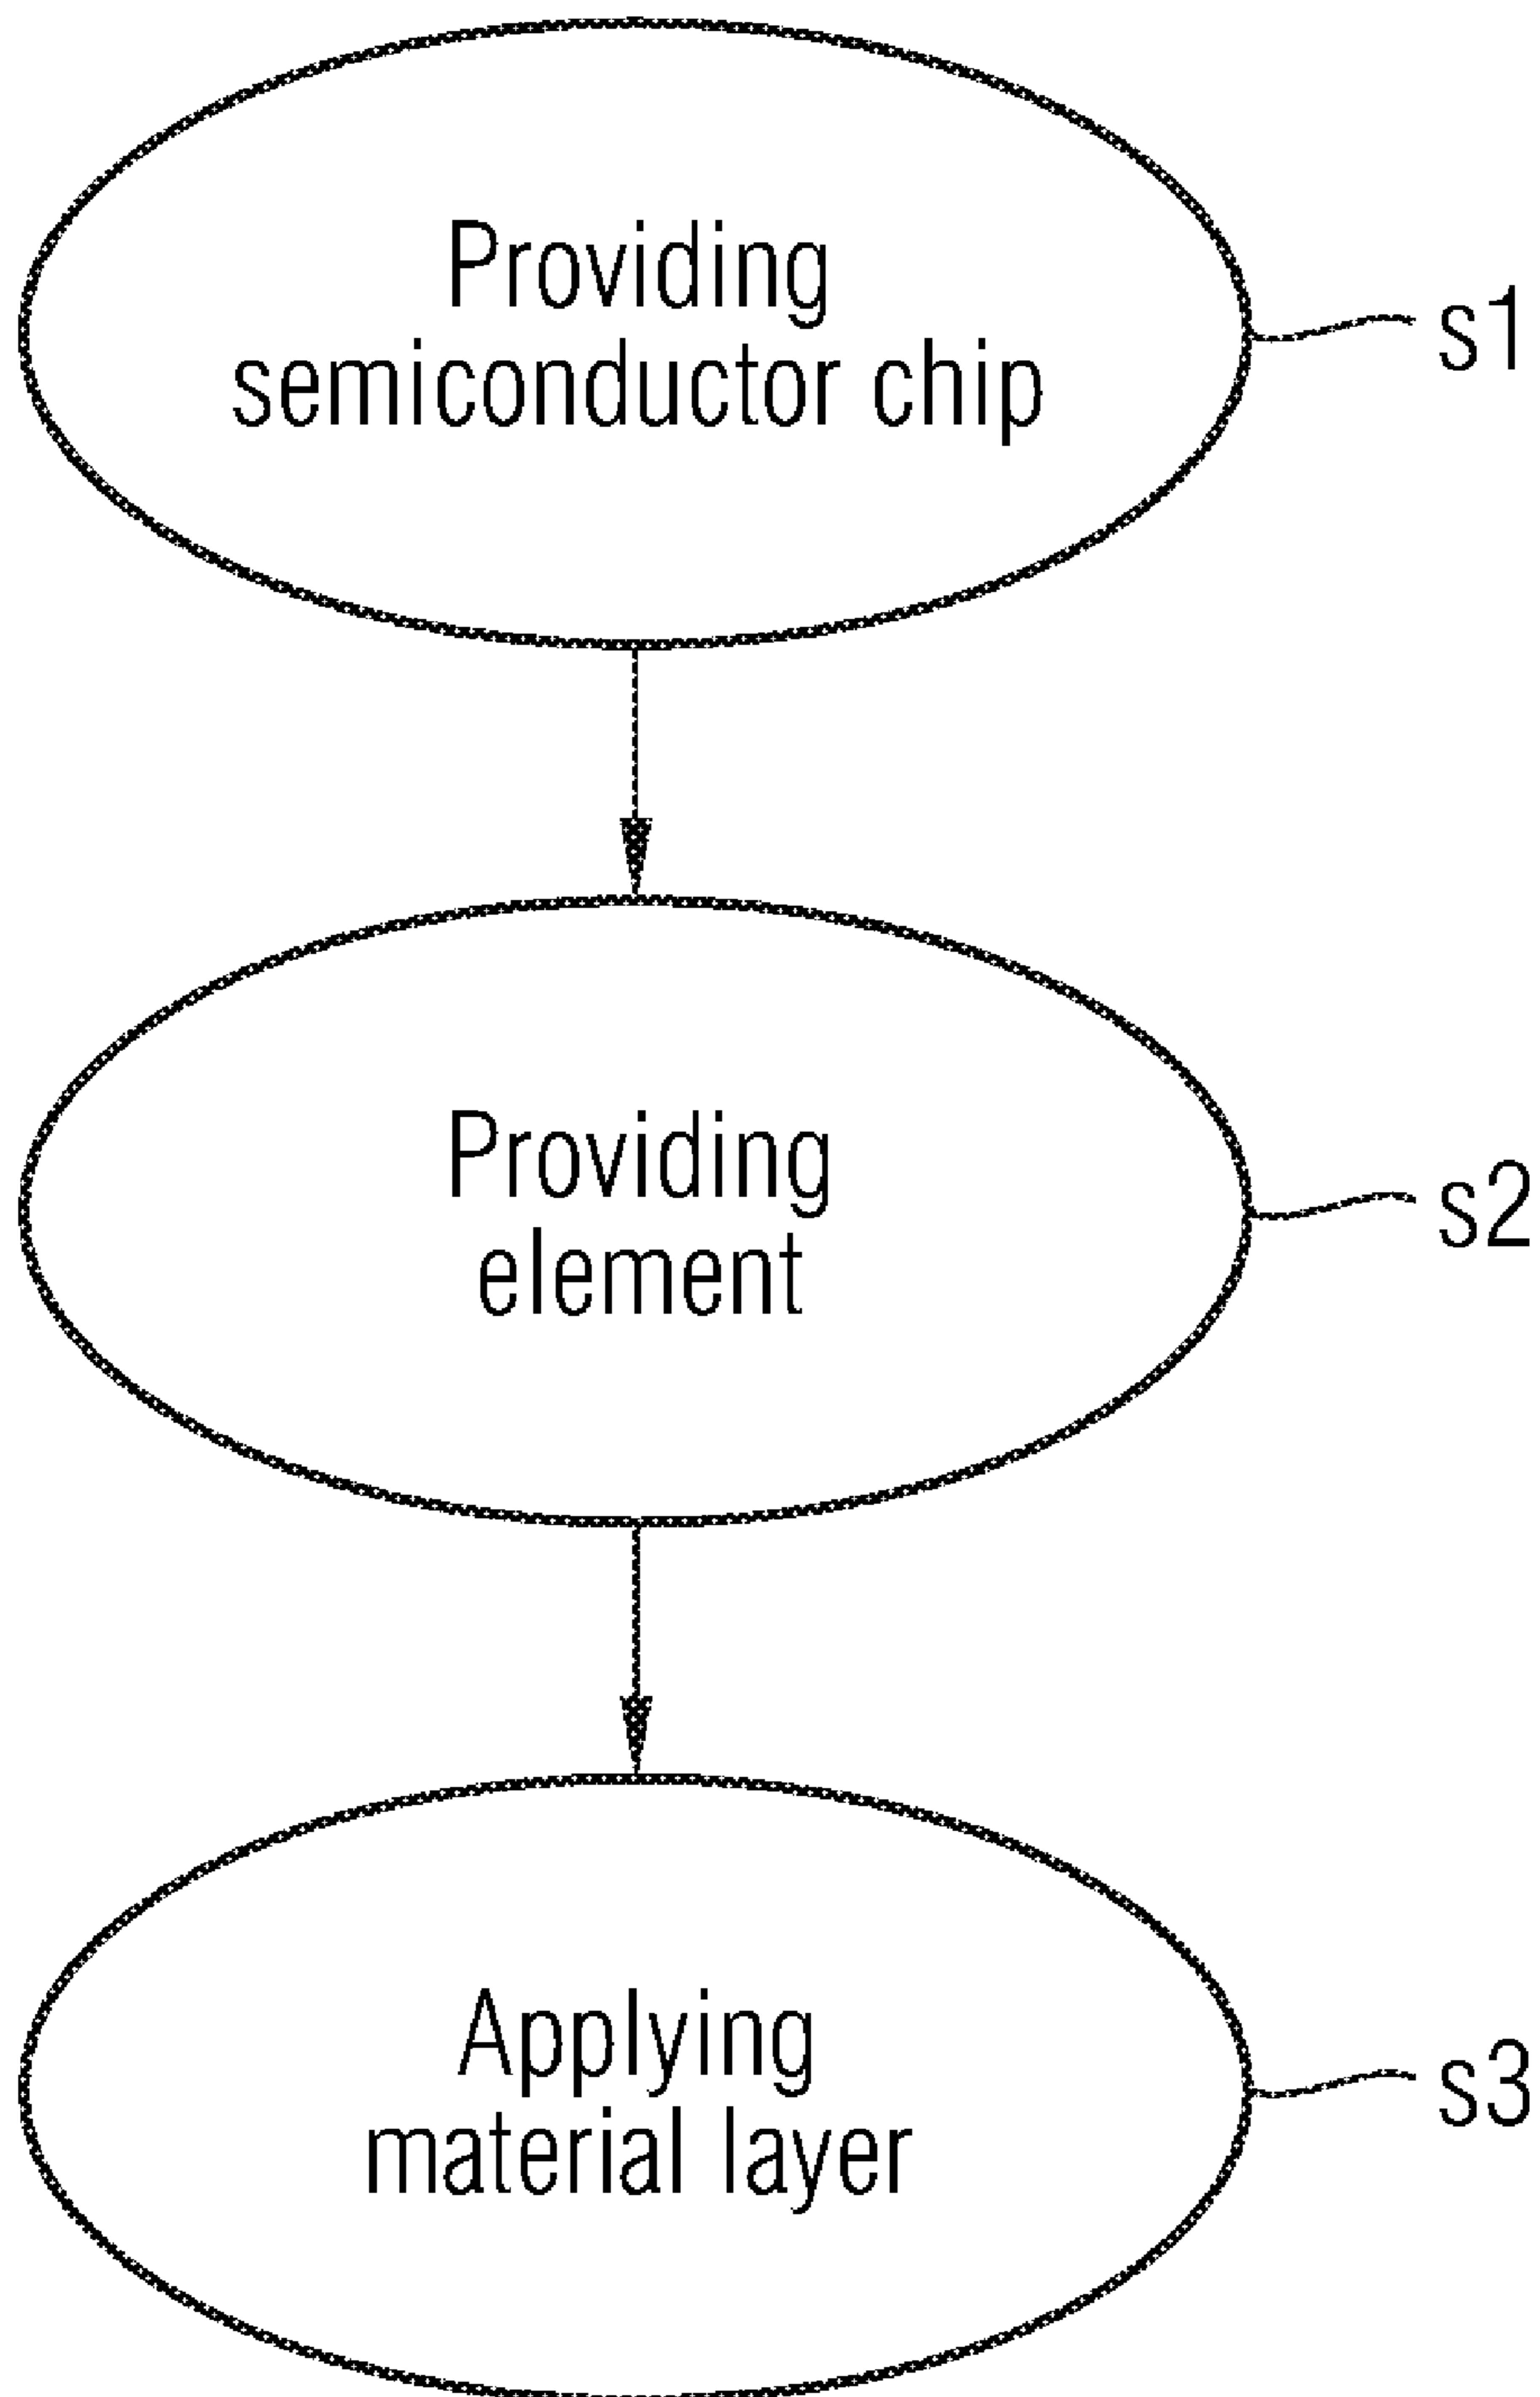 Providing
semiconductor chip
s1
Providing
element
s2
Applying
material layer
s3